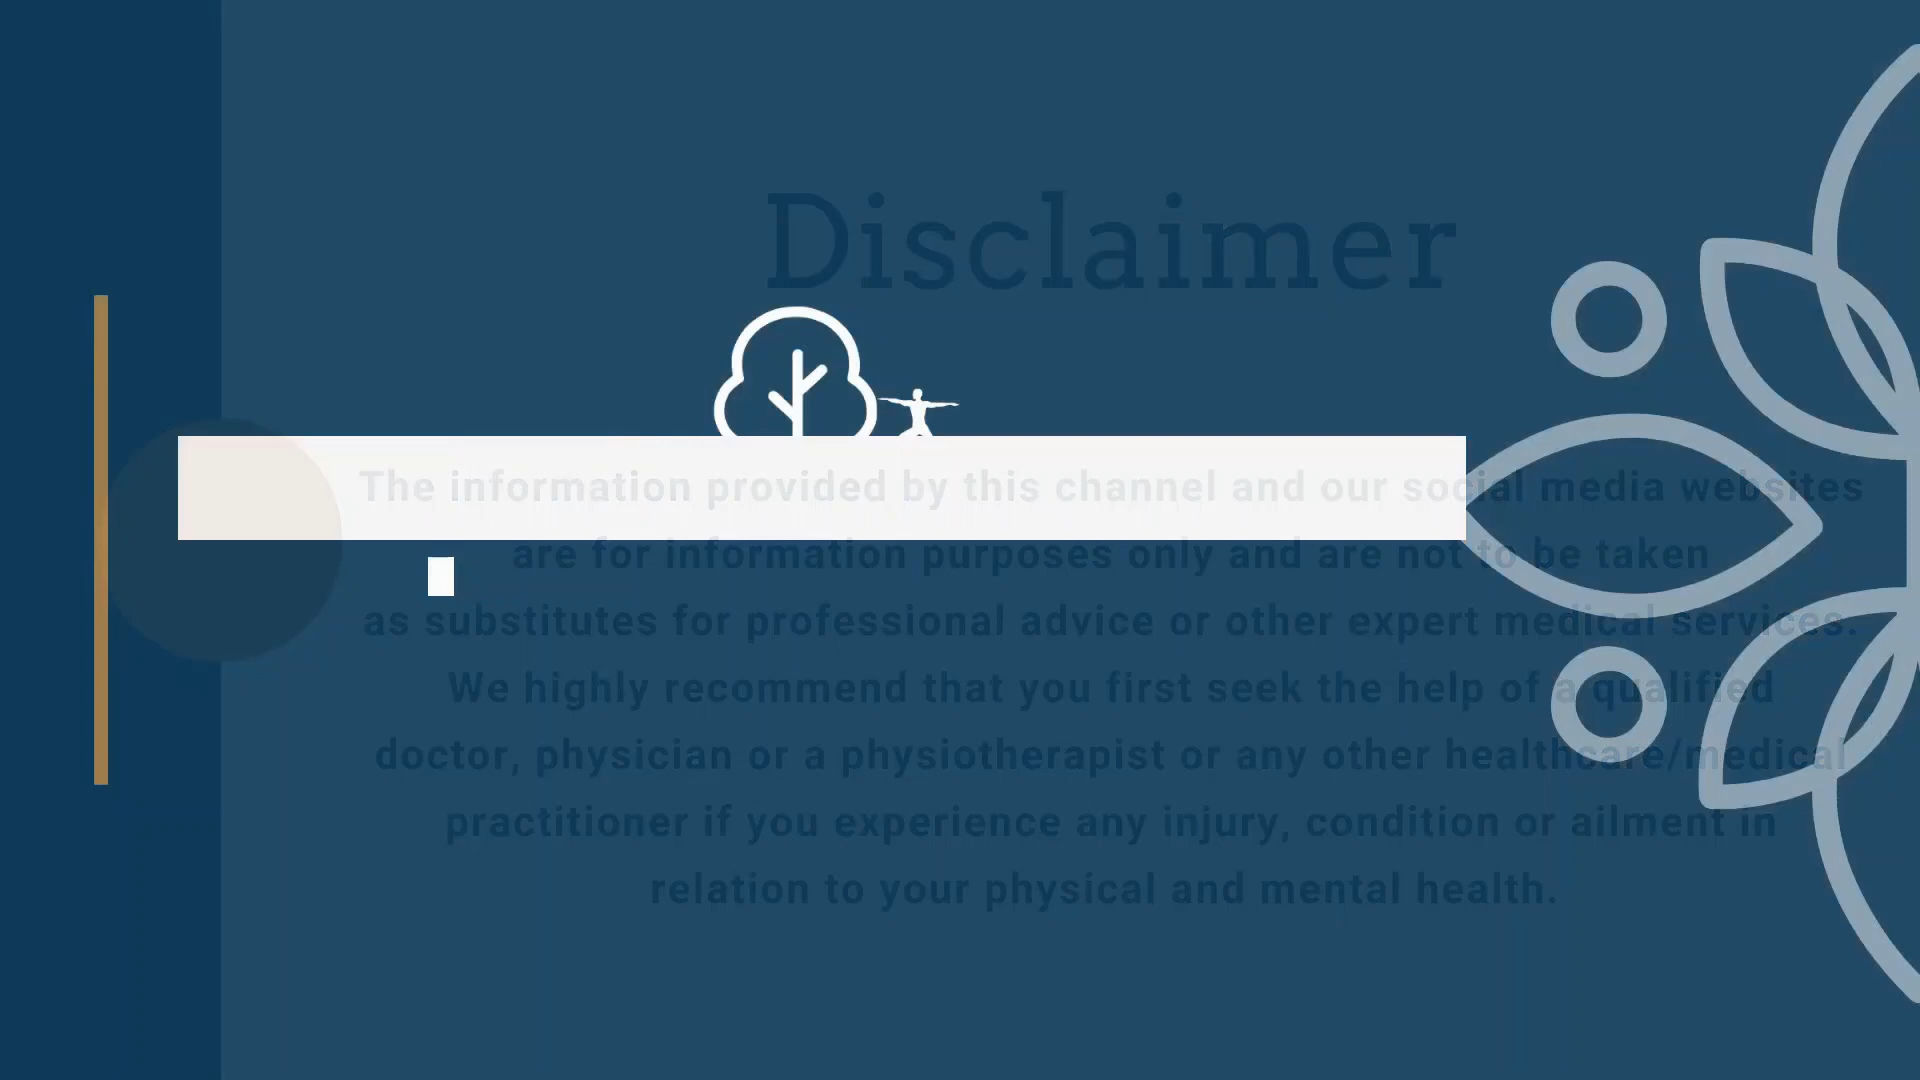 Disclaimer
The information provided by this channel and our social media websites
are for information purposes only and are not to be taken
as substitutes for professional advice or other expert medical services.
We highly recommend that you first seek the help of a qualified
doctor, physician or a physiotherapist or any other healthcare/medical
practitioner if you experience any injury, condition or ailment in
relation to your physical and mental health.